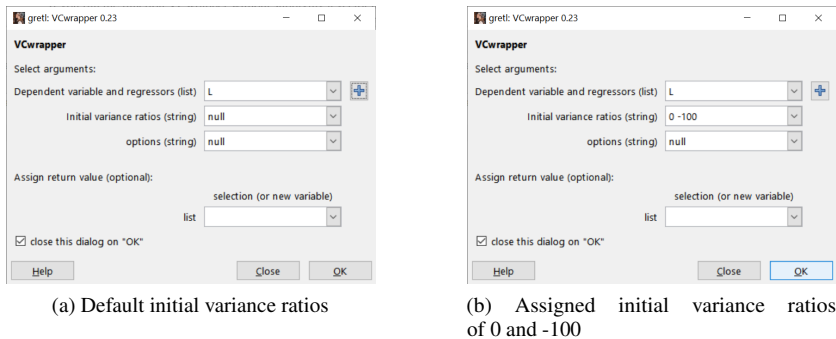 gretl: VCwrapper 0.23
VCwrapper
Select arguments:
Dependent variable and regressors (list) L
Initial variance ratios (string) null
options (string) null
Assign return value (optional):
selection (or new variable)
list
close this dialog on "OK"
Help Close OK
(a) Default initial variance ratios
gretl: VCwrapper 0.23
VCwrapper
Select arguments:
Dependent variable and regressors (list) L
Initial variance ratios (string) 0 -100
options (string) null
Assign return value (optional):
selection (or new variable)
list
close this dialog on "OK"
Help Close OK
(b) Assigned initial variance ratios
of 0 and -100